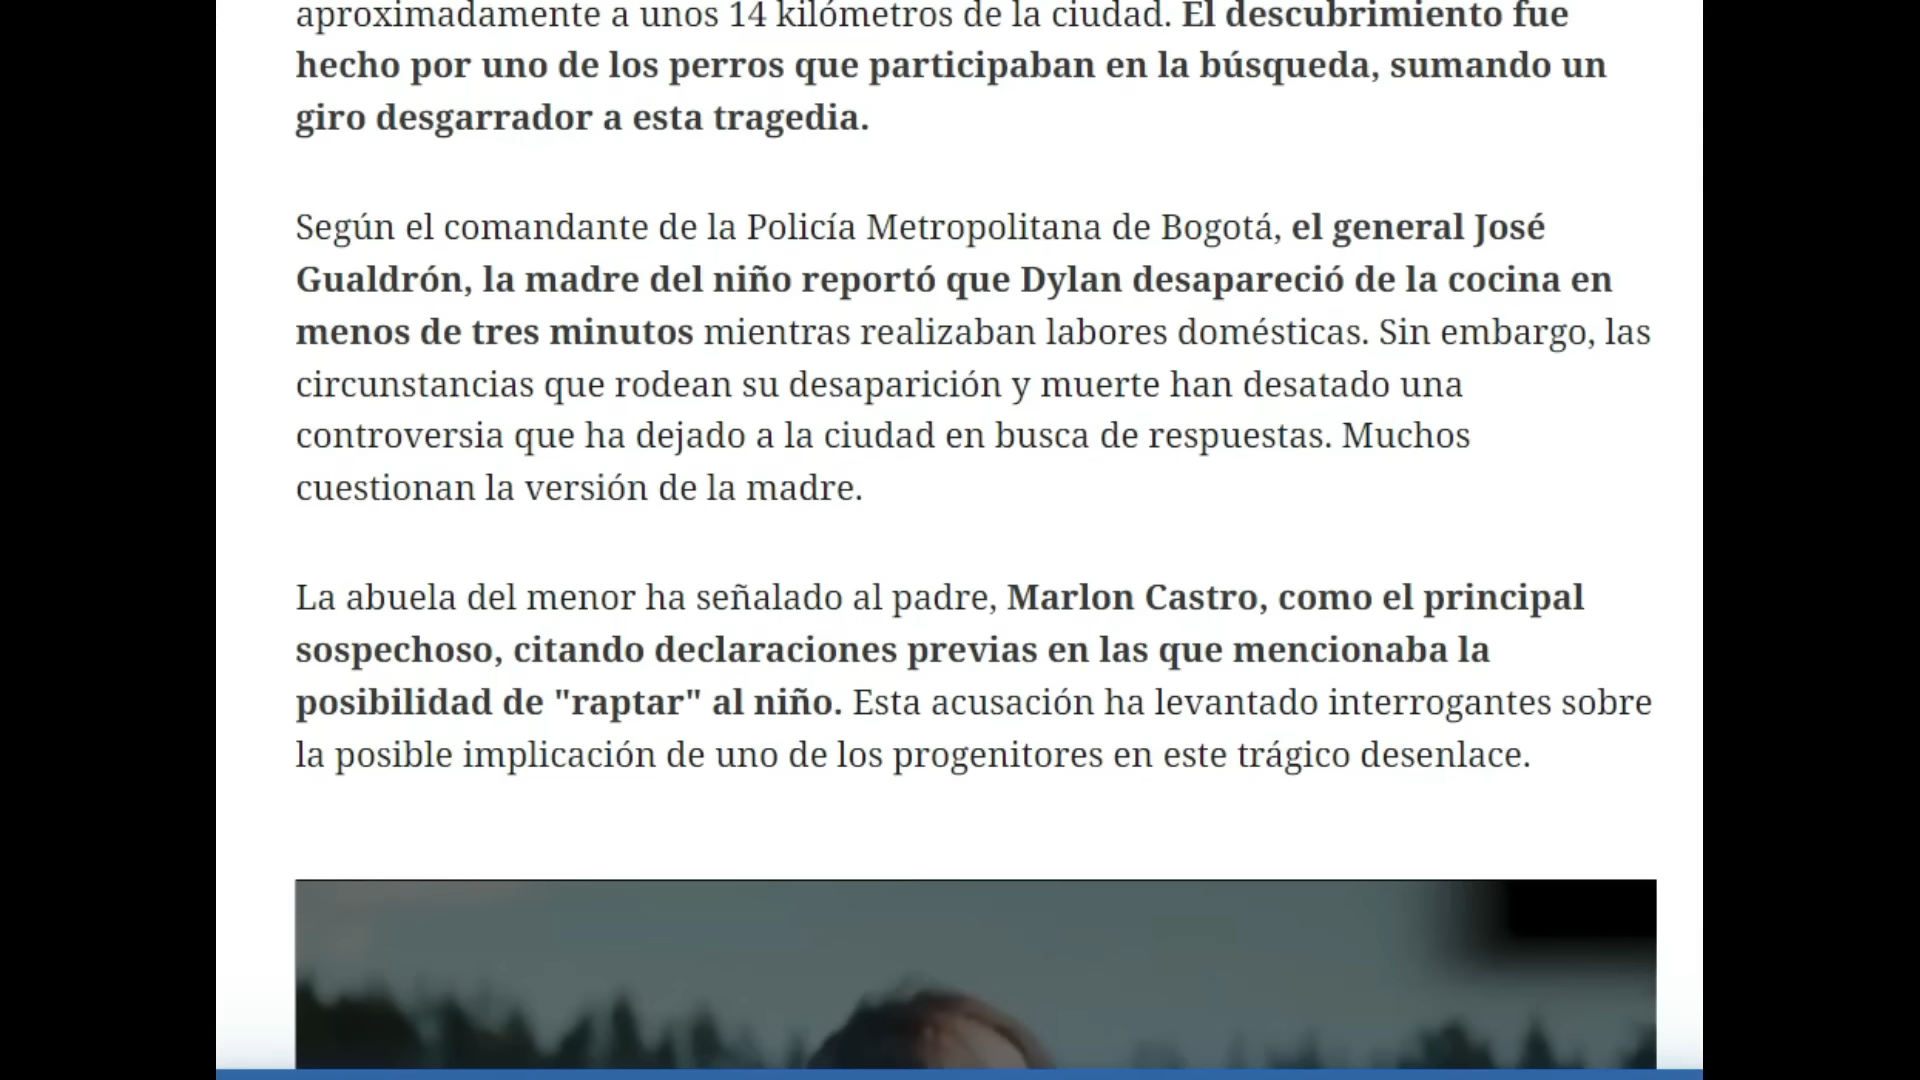 aproximadamente a unos 14 kilómetros de la ciudad. El descubrimiento fue
hecho por uno de los perros que participaban en la búsqueda, sumando un
giro desgarrador a esta tragedia.
Según el comandante de la Policía Metropolitana de Bogotá, el general José
Gualdrón, la madre del niño reportó que Dylan desapareció de la cocina en
menos de tres minutos mientras realizaban labores domésticas. Sin embargo, las
circunstancias que rodean su desaparición y muerte han desatado una
controversia que ha dejado a la ciudad en busca de respuestas. Muchos
cuestionan la versión de la madre.
La abuela del menor ha señalado al padre, Marlon Castro, como el principal
sospechoso, citando declaraciones previas en las que mencionaba la
posibilidad de "raptar" al niño. Esta acusación ha levantado interrogantes sobre
la posible implicación de uno de los progenitores en este trágico desenlace.